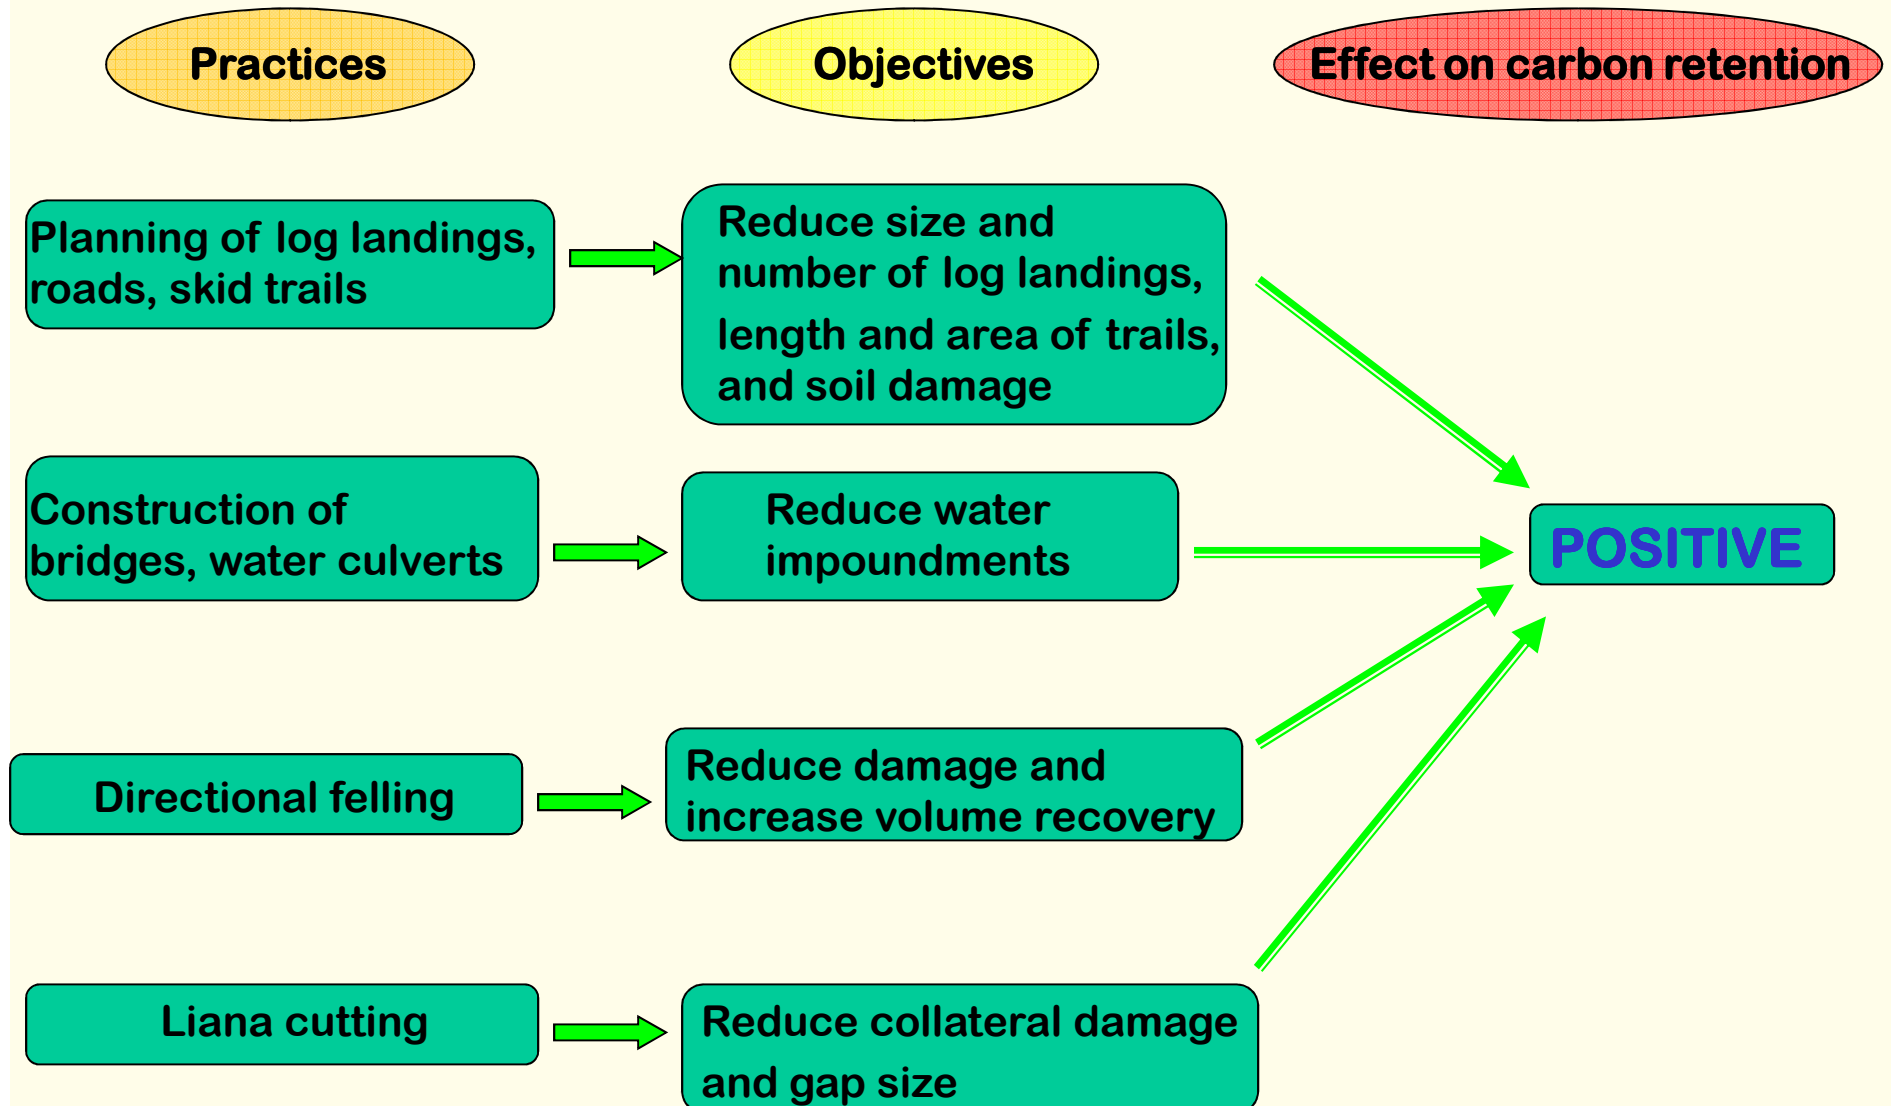 Practices
Objectives
Effect on carbon retention
Planning of log landings,
roads, skid trails
Reduce size and
number of log landings,
length and area of trails,
and soil damage
Construction of
bridges, water culverts
Reduce water
impoundments
POSITIVE
Directional felling
Reduce damage and
increase volume recovery
Liana cutting
Reduce collateral damage
and gap size